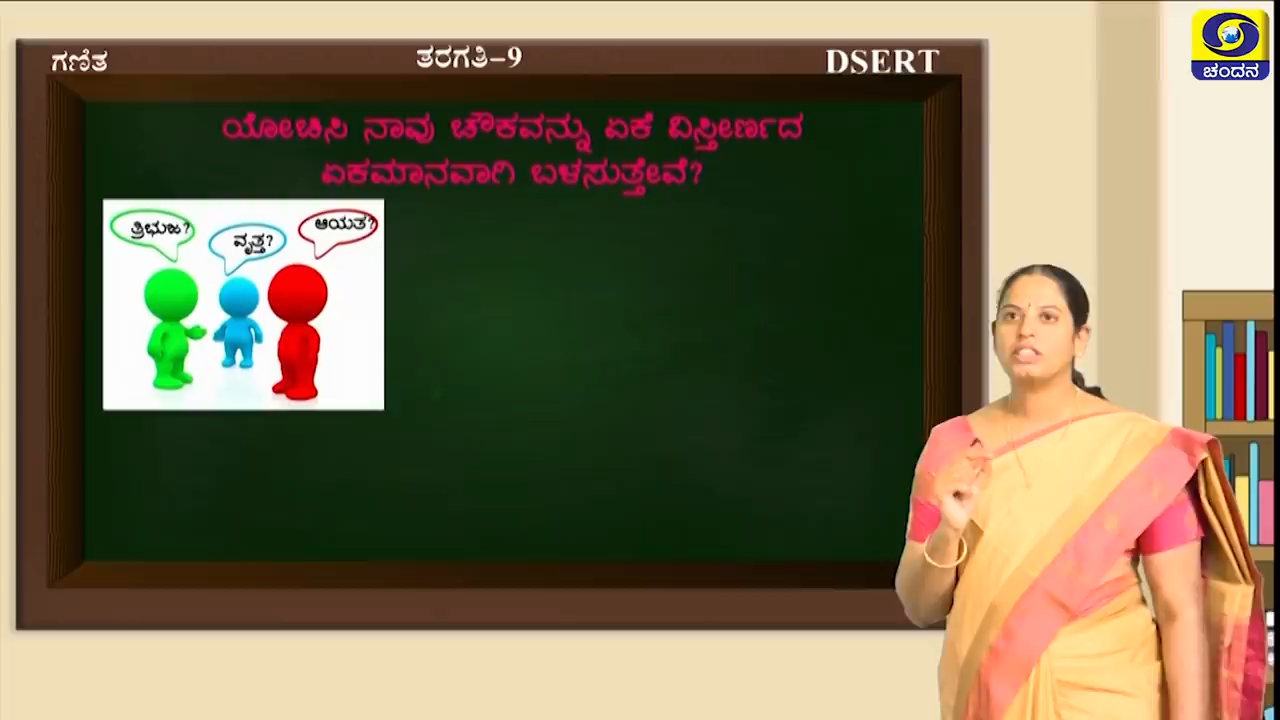 ಗಣಿತ
ತರಗತಿ-9
DSERT
ಚಂದನ
ಯೋಚಿಸಿ ನಾವು ಚೌಕವನ್ನು ಏಕೆ ವಿಸ್ತೀರ್ಣದ
ಏಕಮಾನವಾಗಿ ಬಳಸುತ್ತೇವೆ?
ತ್ರಿಭುಜ?
ವೃತ್ತ?
ಆಯತ?